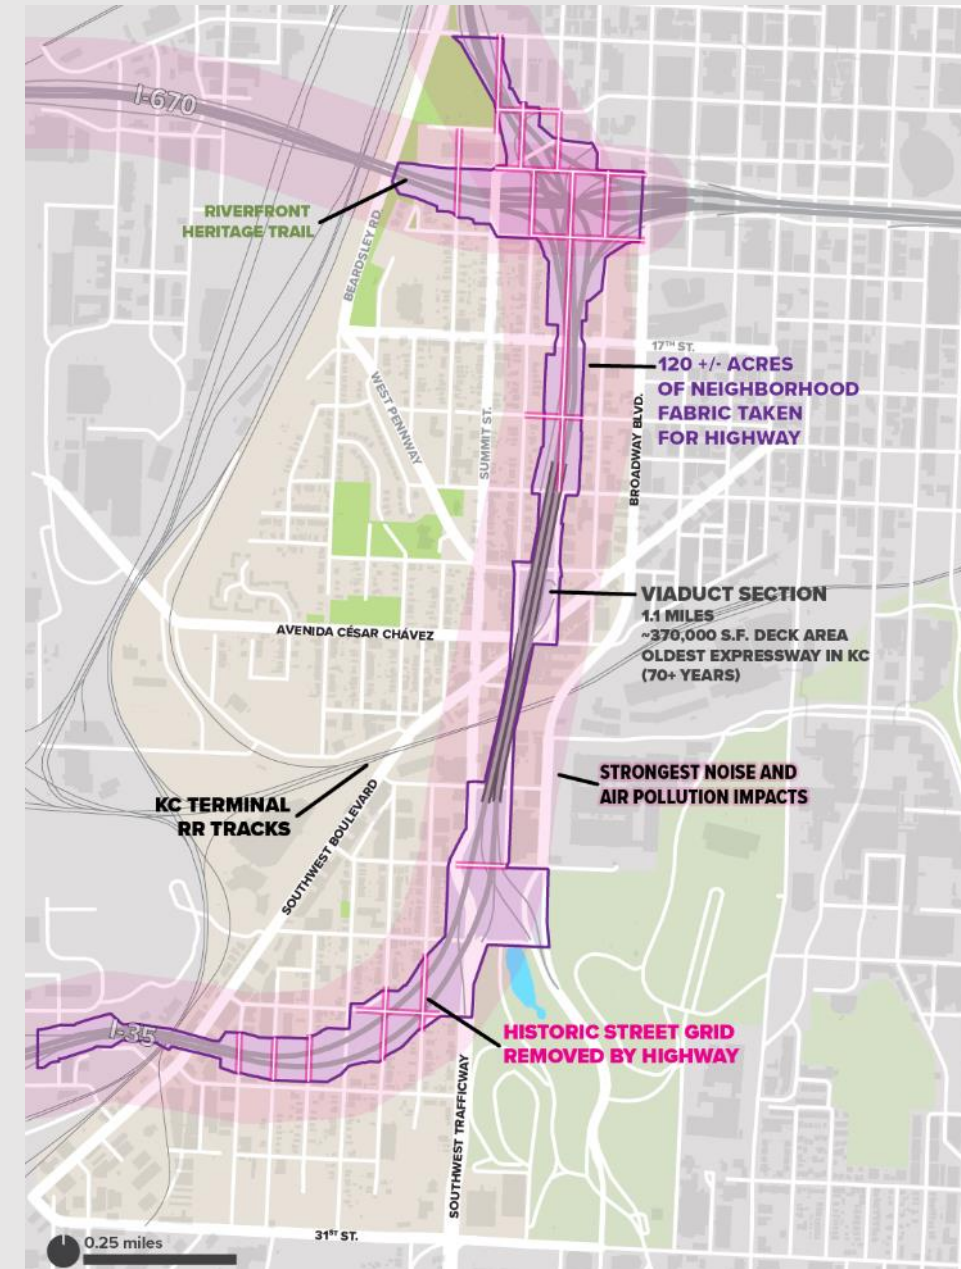 I-670
RIVERFRONT
HERITAGE TRAIL
BEARDSLEY RD
17TH ST.
120 +/- ACRES
OF NEIGHBORHOOD
FABRIC TAKEN
FOR HIGHWAY
WEST PENNWAY
SUMMIT ST.
BROADWAY BLVD.
VIADUCT SECTION
1.1 MILES
~370,000 S.F. DECK AREA
OLDEST EXPRESSWAY IN KC
(70+ YEARS)
AVENIDA CÉSAR CHÁVEZ
STRONGEST NOISE AND
AIR POLLUTION IMPACTS
KC TERMINAL
RR TRACKS
SOUTHWEST BOULEVARD
I-35
HISTORIC STREET GRID
REMOVED BY HIGHWAY
SOUTHWEST TRAFFICWAY
31ST ST.
0.25 miles